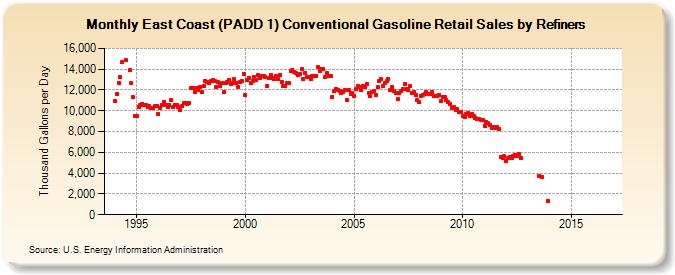 Monthly East Coast (PADD 1) Conventional Gasoline Retail Sales by Refiners
Thousand Gallons per Day
16,000
14,000
12,000
10,000
8,000
6,000
4,000
2,000
0
1995 2000 2005 2010 2015
Source: U.S. Energy Information Administration